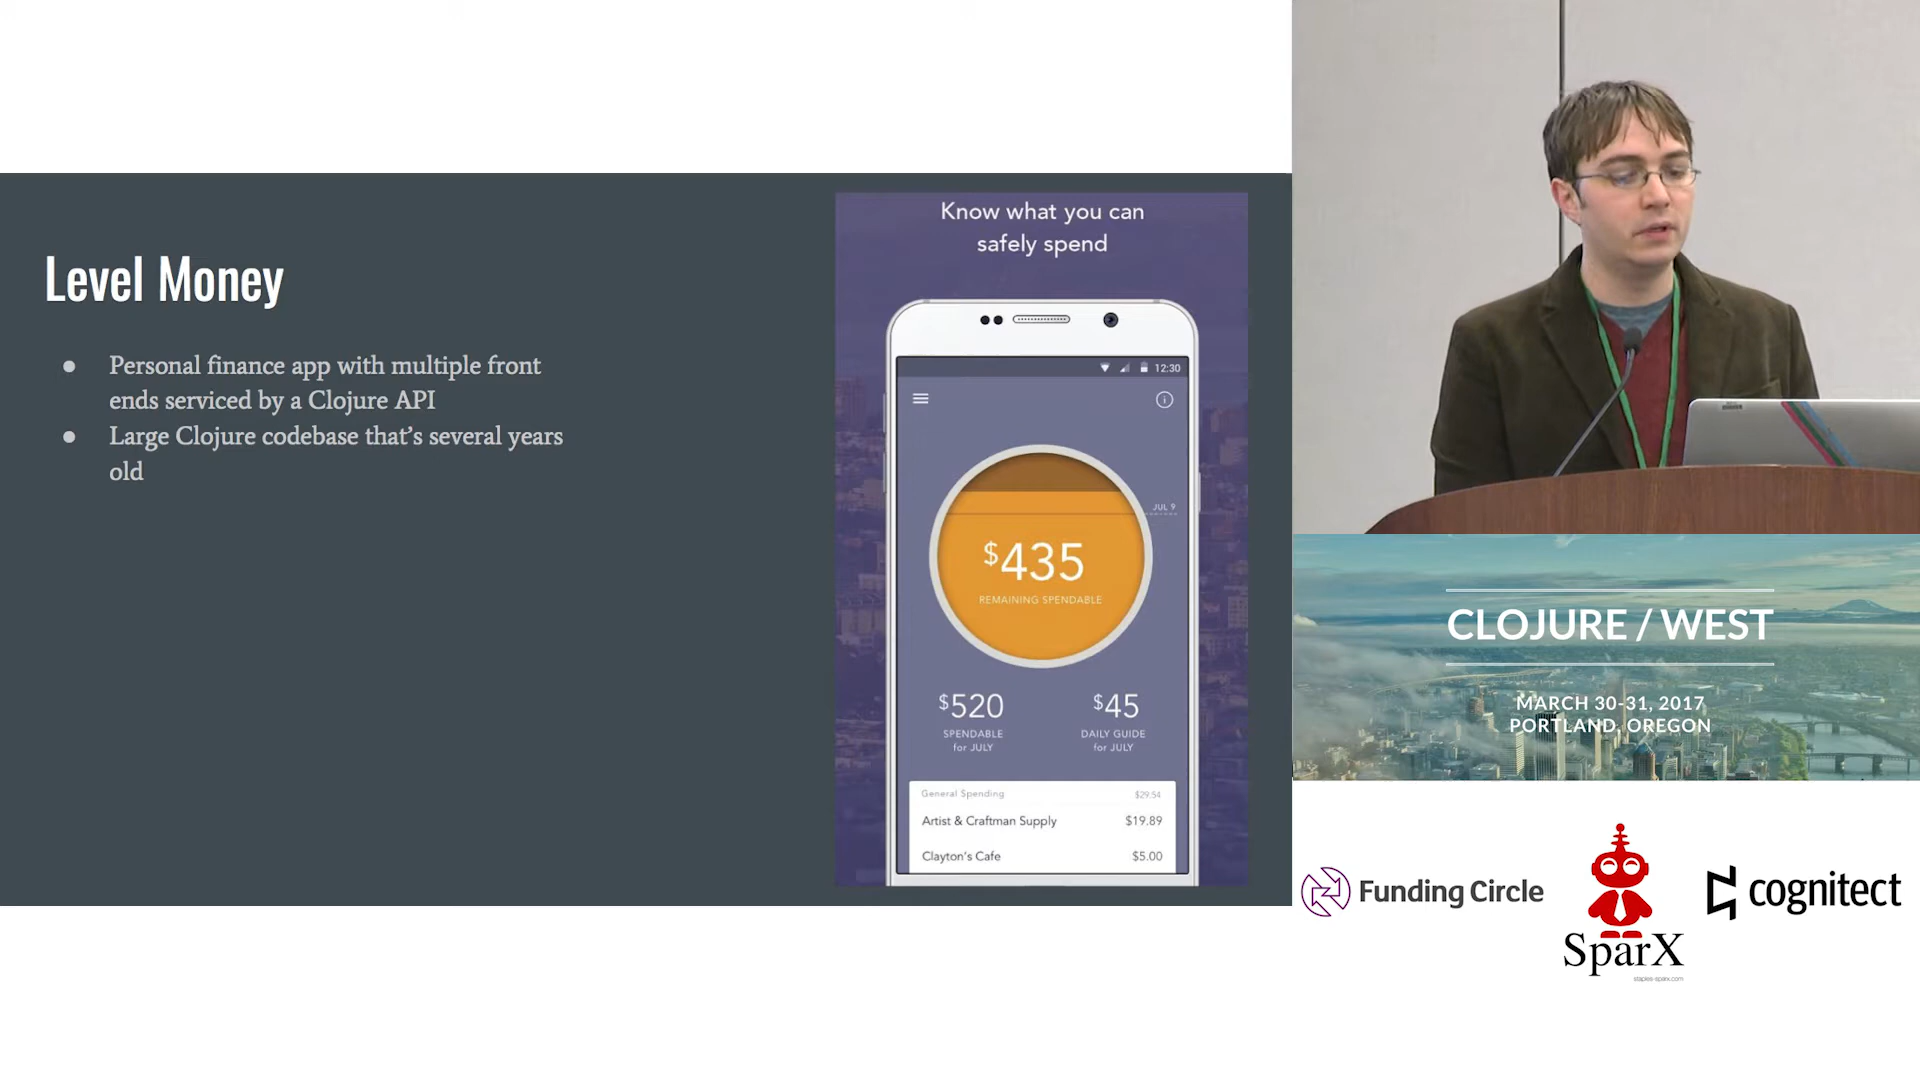 Level Money
● Personal finance app with multiple front
ends serviced by a Clojure API
● Large Clojure codebase that's several years
old
Know what you can
safely spend
12:30
JUL 9
$435
REMAINING SPENDABLE
$520
SPENDABLE
for JULY
$45
DAILY GUIDE
for JULY
General Spending $29.54
Artist & Craftman Supply $19.89
Clayton's Cafe $5.00
CLOJURE / WEST
MARCH 30-31, 2017
PORTLAND, OREGON
Funding Circle
SparX
staples-sparx.com
cognitect